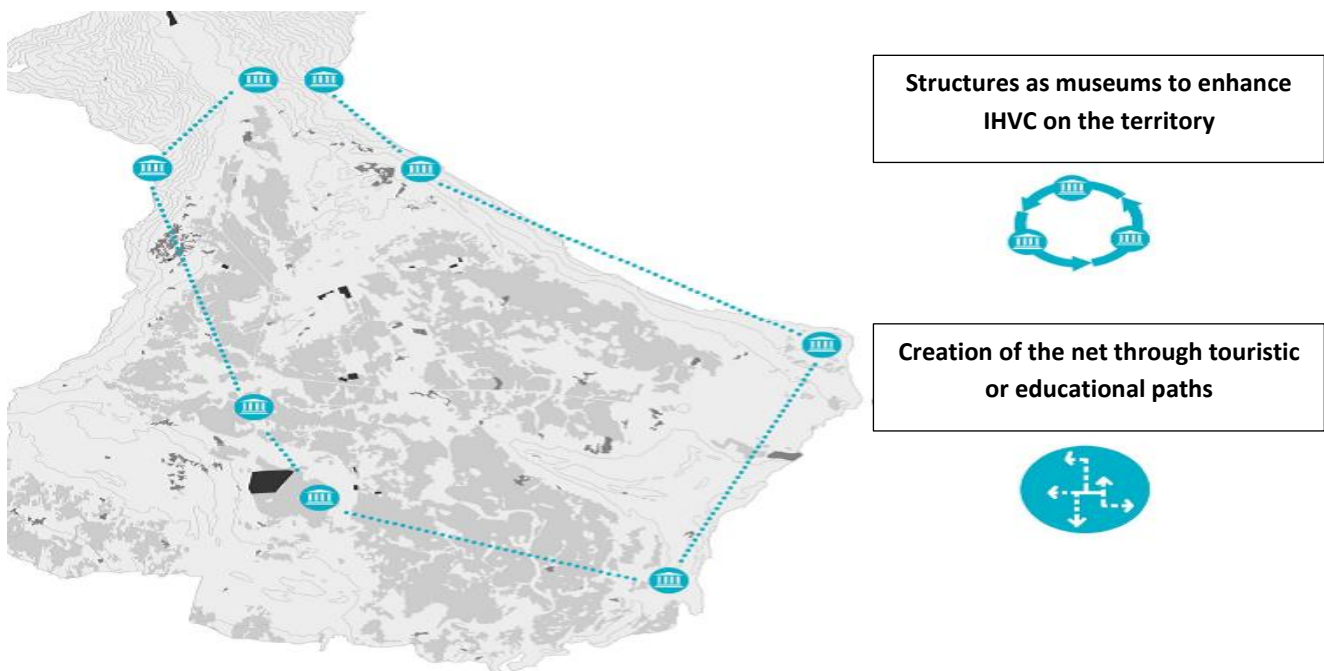 Structures as museums to enhance
IHVC on the territory
Creation of the net through touristic
or educational paths